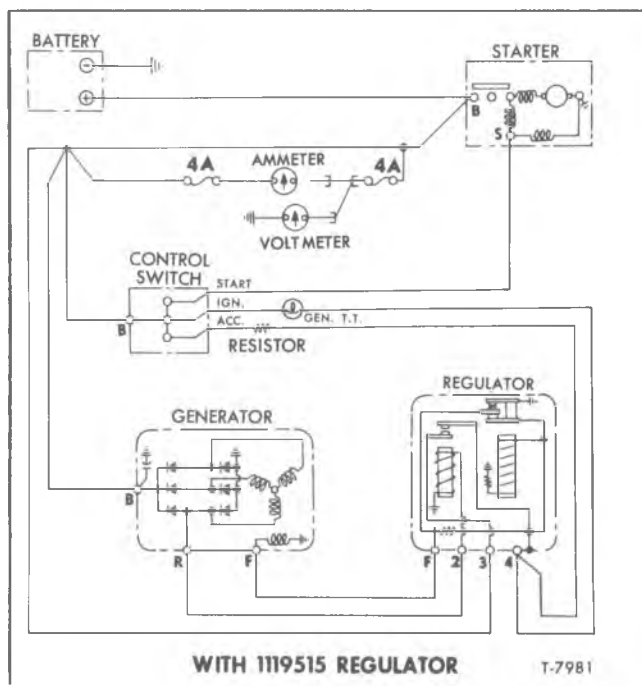 BATTERY
STARTER
B
S
4A
AMMETER
4A
VOLTMETER
CONTROL
SWITCH
START
IGN.
GEN. T.T.
ACC.
B
RESISTOR
REGULATOR
GENERATOR
B
R
F
F
2
3
4
WITH 1119515 REGULATOR
T-7981